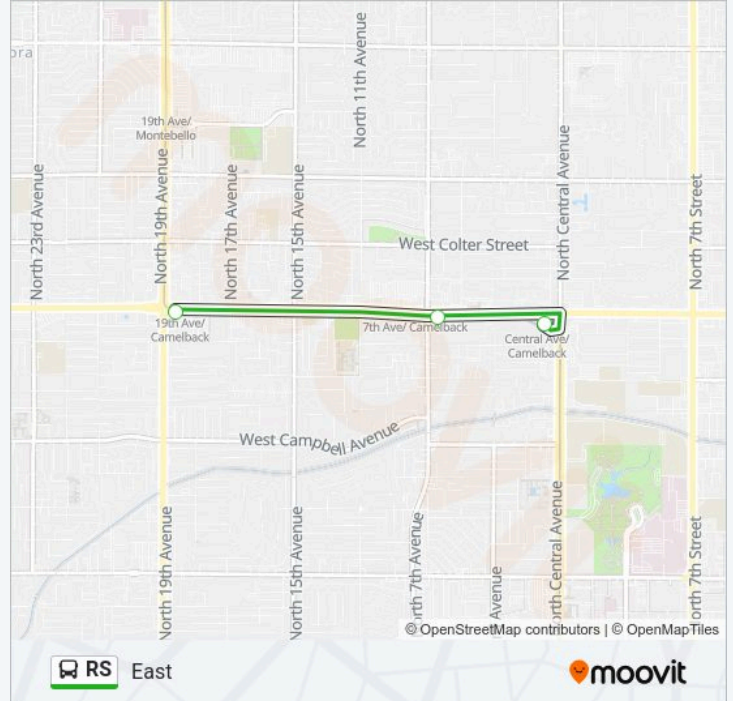 ora
North 11th Avenue
19th Ave/
Montebello
North 23rd Avenue
North 19th Avenue
North 17th Avenue
North 15th Avenue
North Central Avenue
North 7th Street
West Colter Street
19th Ave/
Camelback
7th Ave/ Camelback
Central Ave/
Camelback
West Campbell Avenue
North 19th Avenue
North 15th Avenue
orth 7th Avenue
Avenue
orth Central Avenue
North 7th Street
© OpenStreetMap contributors | © OpenMapTiles
RS East
moovit